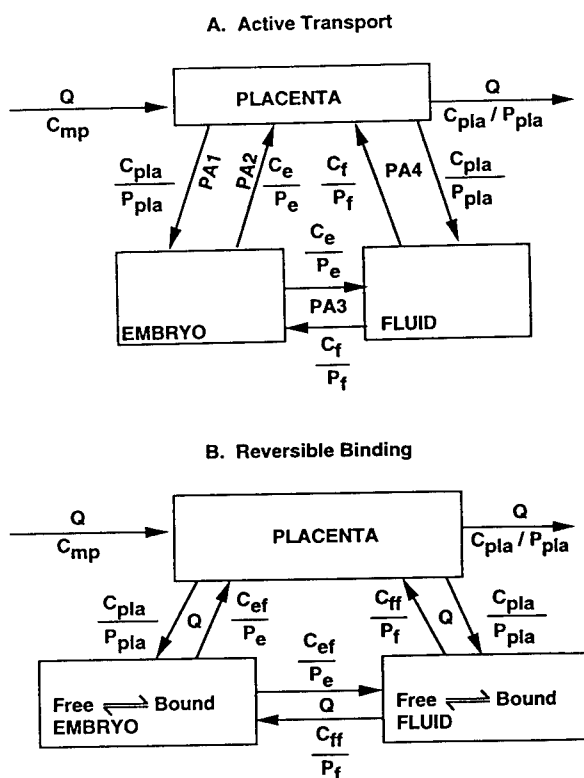 A. Active Transport
Q
C_mp
PLACENTA
Q
C_pla / P_pla
C_pla
P_pla
PA1
PA2
C_e
P_e
C_f
P_f
PA4
C_pla
P_pla
C_e
P_e
PA3
C_f
P_f
EMBRYO
FLUID
B. Reversible Binding
Q
C_mp
PLACENTA
Q
C_pla / P_pla
C_pla
P_pla
Q
C_ef
P_e
C_ff
P_f
Q
C_pla
P_pla
C_ef
P_e
Q
C_ff
P_f
Free ⇌ Bound
EMBRYO
Free ⇌ Bound
FLUID